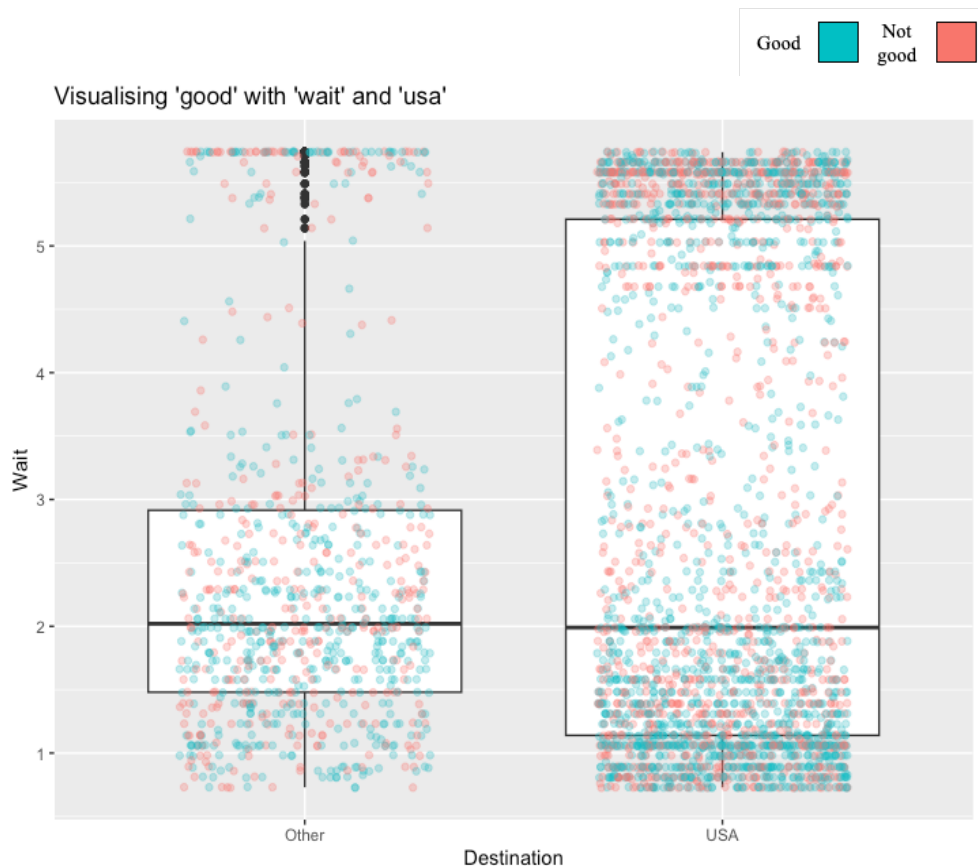 Good
Not
good
Visualising 'good' with 'wait' and 'usa'
5
4
3
2
1
Wait
Other
USA
Destination